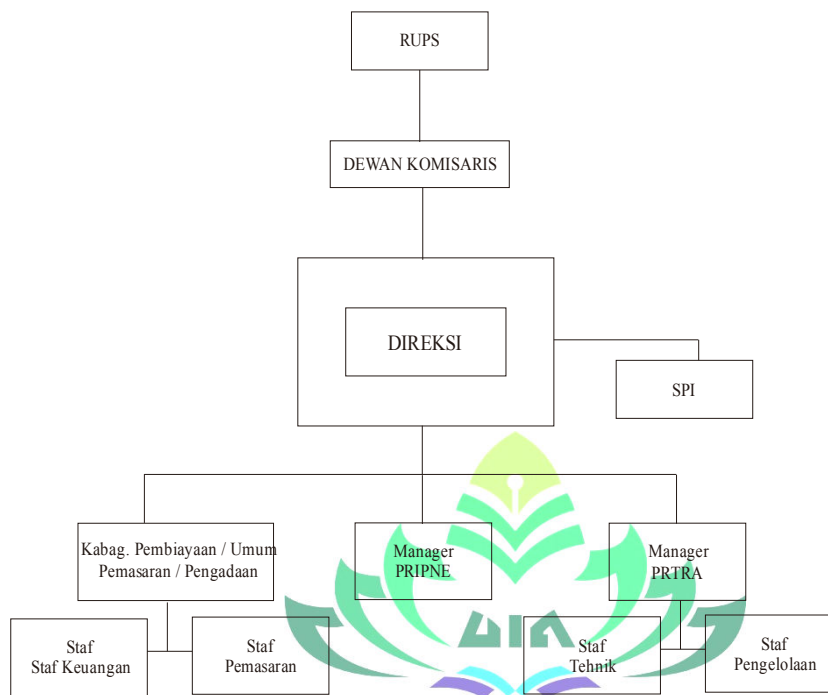 RUPS
DEWAN KOMISARIS
DIREKSI
SPI
Kabag. Pembiayaan / Umum
Pemasaran / Pengadaan
Manager
PRIPNE
Manager
PRTRA
Staf
Staf Keuangan
Staf
Pemasaran
Staf
Tehnik
Staf
Pengelolaan